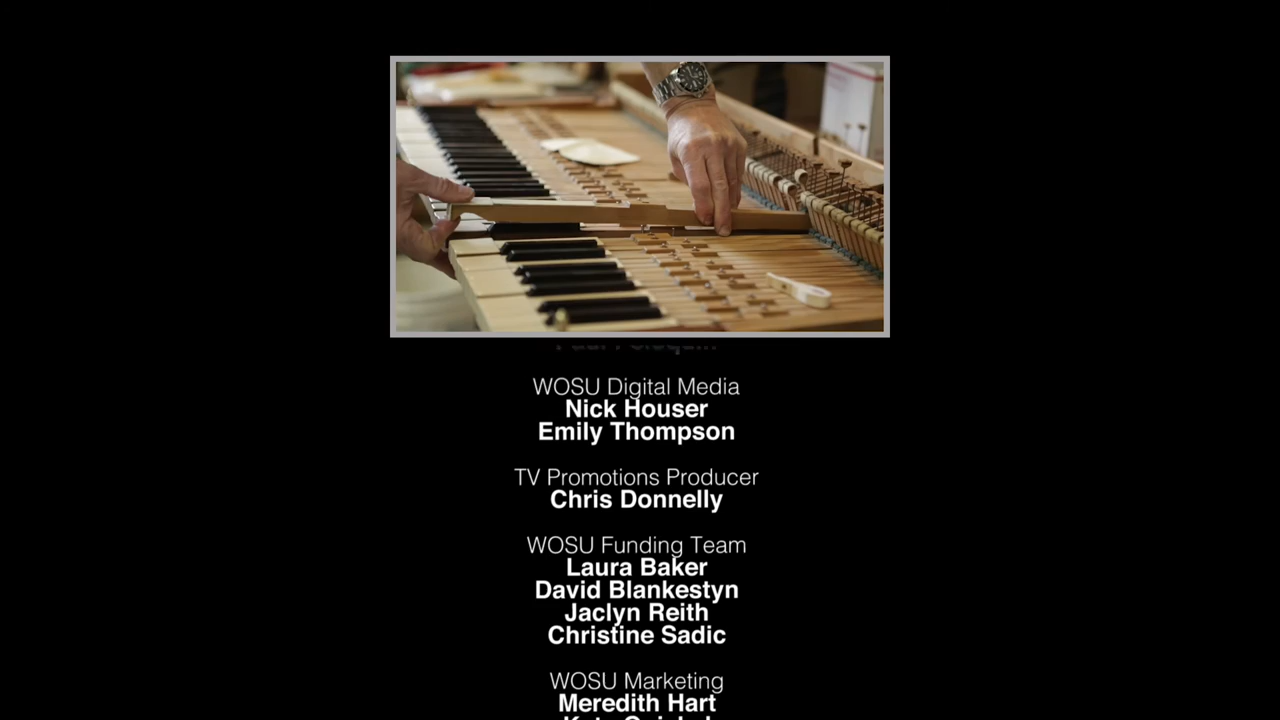 WOSU Digital Media
Nick Houser
Emily Thompson
TV Promotions Producer
Chris Donnelly
WOSU Funding Team
Laura Baker
David Blankestyn
Jaclyn Reith
Christine Sadic
WOSU Marketing
Meredith Hart